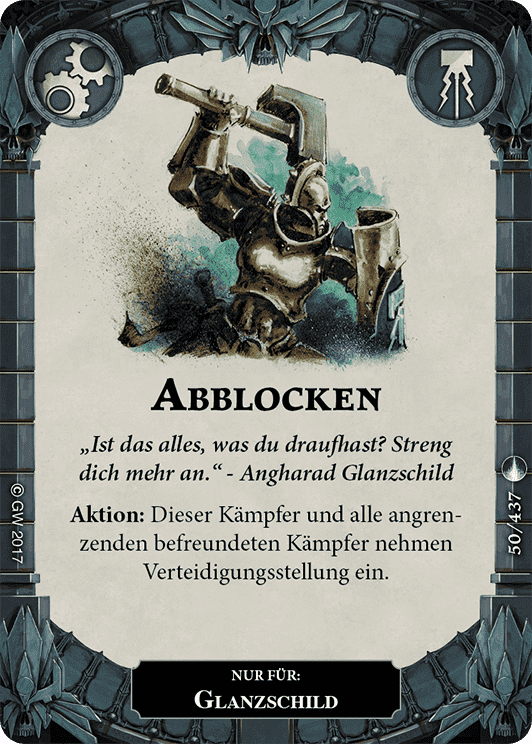 Abblocken
„Ist das alles, was du draufhast? Streng
dich mehr an.“ - Angharad Glanzschild
Aktion: Dieser Kämpfer und alle angren-
zenden befreundeten Kämpfer nehmen
Verteidigungsstellung ein.
© GW 2017
50/437
NUR FÜR:
Glanzschild